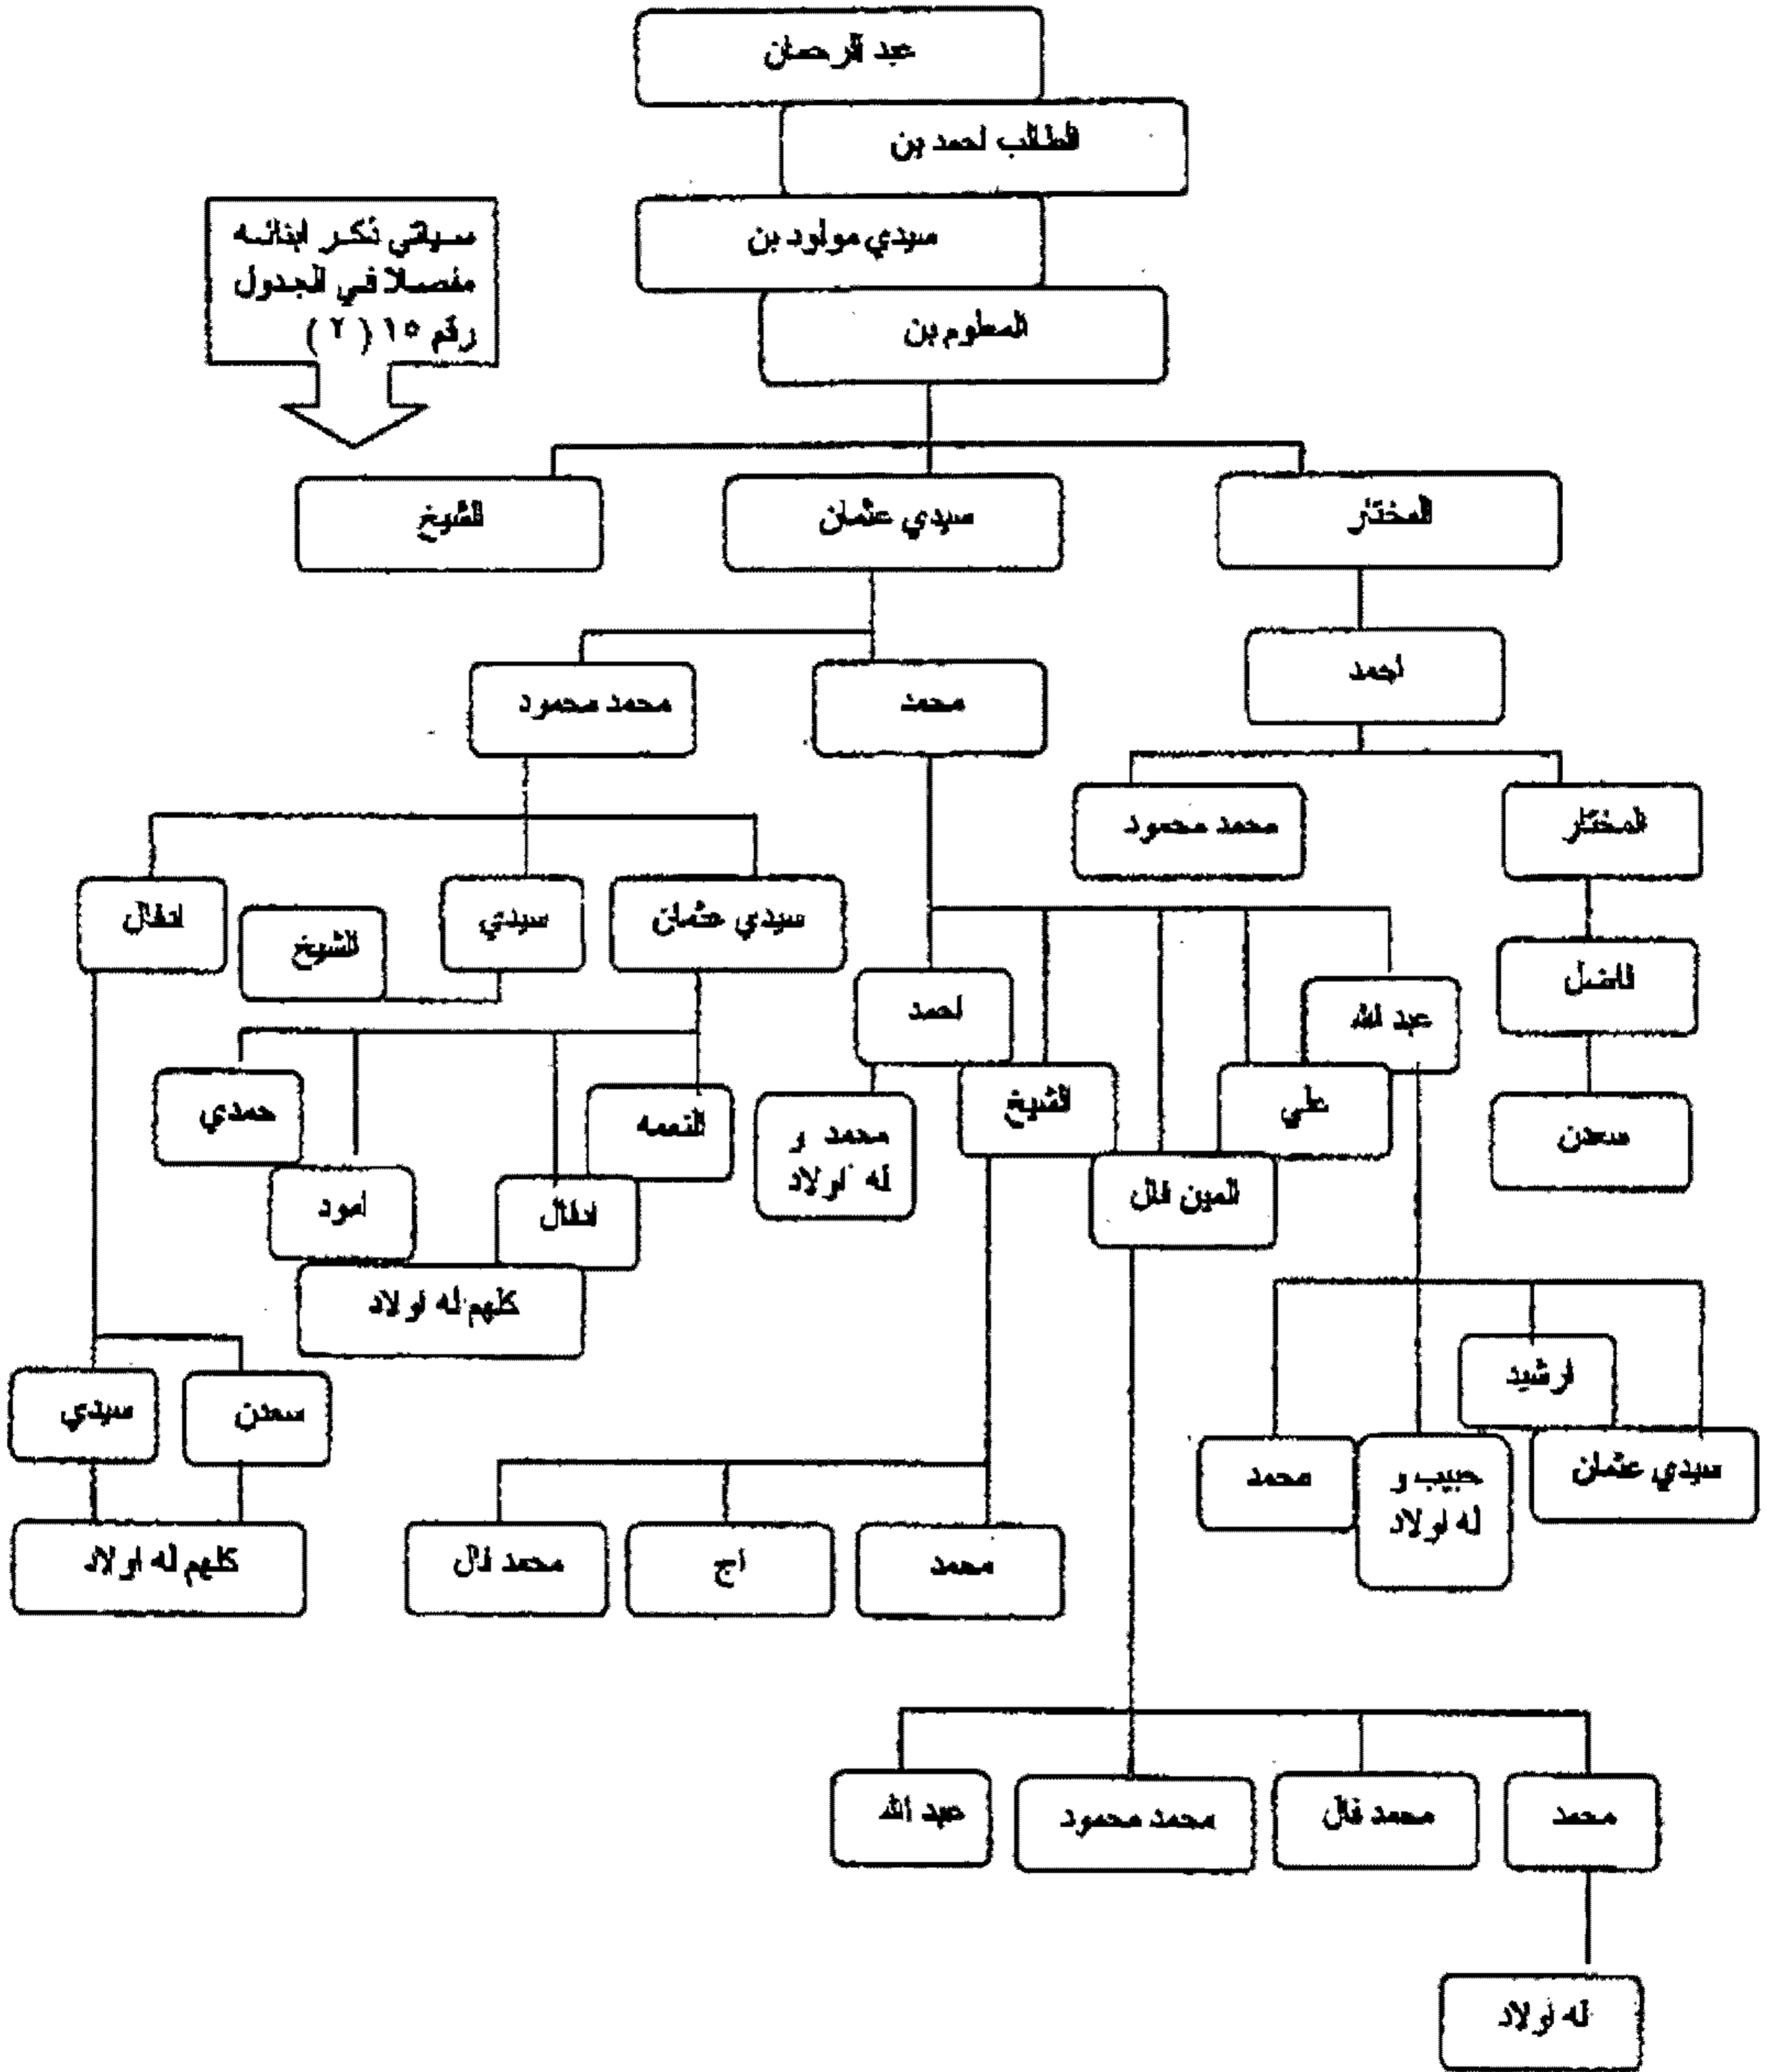 عبد الرحمان
الطالب احمد بن
سيدي مولود بن
المعلوم بن
سياتي ذكر ابنائه
مفصلا في الجدول
رقم ١٥ ( ٢ )
المختار
سيدي عثمان
الشيخ
احمد
محمد
محمد محمود
المختار
محمد محمود
سيدي عثمان
سيدي
الشيخ
اتفال
فاضل
عبد الله
احمد
سعدن
علي
الشيخ
المين فال
محمد و
له اولاد
النعمه
اتفال
امود
حمدي
كلهم له اولاد
ارشيد
سيدي عثمان
حبيب و
له اولاد
محمد
سعدن
سيدي
كلهم له اولاد
محمد
اج
محمد فال
محمد
محمد فال
محمد محمود
عبد الله
له اولاد